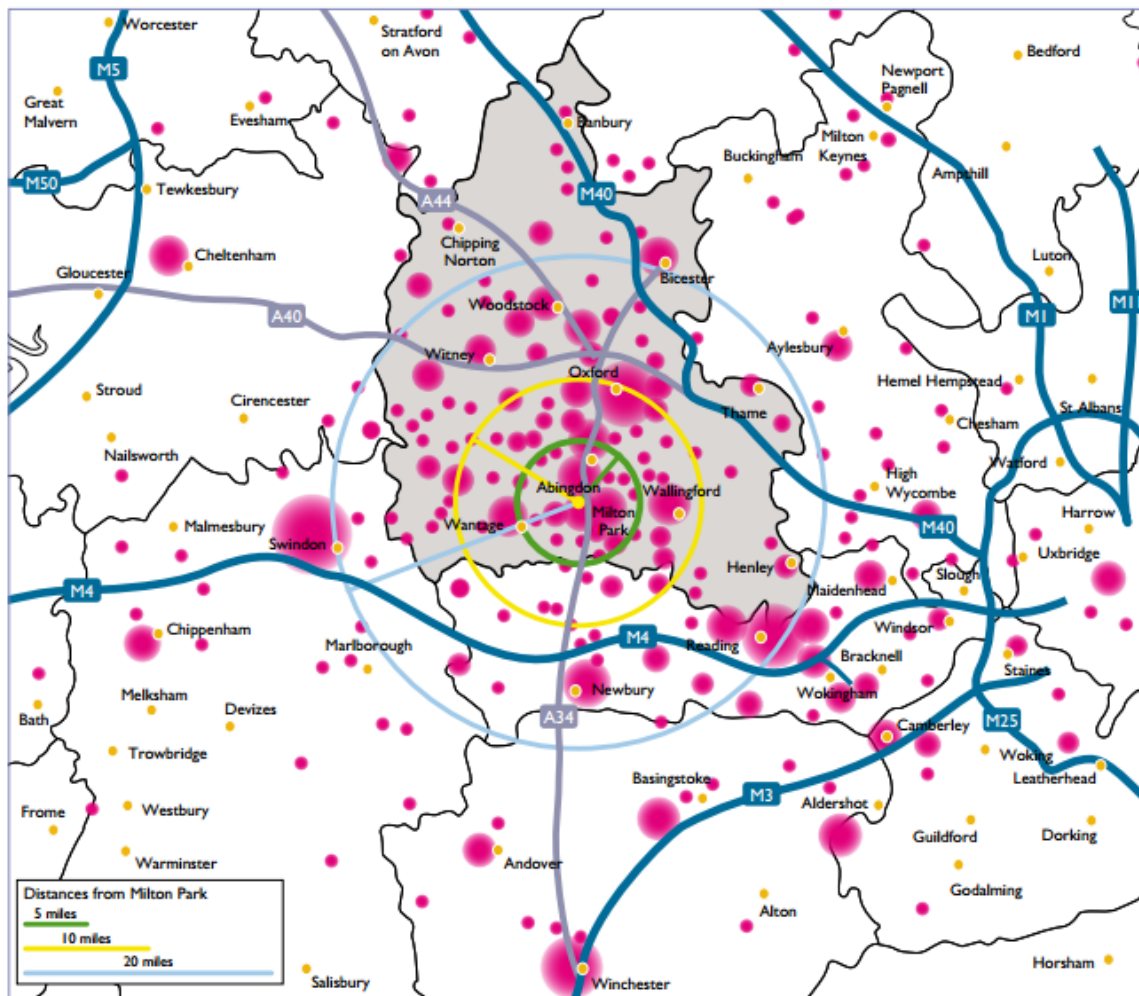 Worcester
Stratford
on Avon
Bedford
M5
Newport
Pagnell
Great
Malvern
Evesham
Banbury
Milton
Keynes
Buckingham
Ampthill
M50
Tewkesbury
M40
A44
Chipping
Norton
Cheltenham
Bicester
Luton
Gloucester
Woodstock
M1
M1
A40
Witney
Aylesbury
Oxford
Hemel Hempstead
Stroud
Thame
St Albans
Cirencester
Chesham
Nailsworth
Watford
High
Wycombe
Abingdon
Wallingford
Milton
Park
Malmesbury
Wantage
Harrow
M40
Swindon
Uxbridge
Henley
Slough
M4
Maidenhead
Chippenham
M4
Windsor
Marlborough
Reading
Bracknell
Staines
Melksham
Newbury
Wokingham
Bath
Devizes
A34
M25
Camberley
Trowbridge
Woking
Leatherhead
Basingstoke
M3
Aldershot
Westbury
Frome
Guildford
Dorking
Warminster
Andover
Godalming
Distances from Milton Park
5 miles
10 miles
20 miles
Alton
Salisbury
Winchester
Horsham